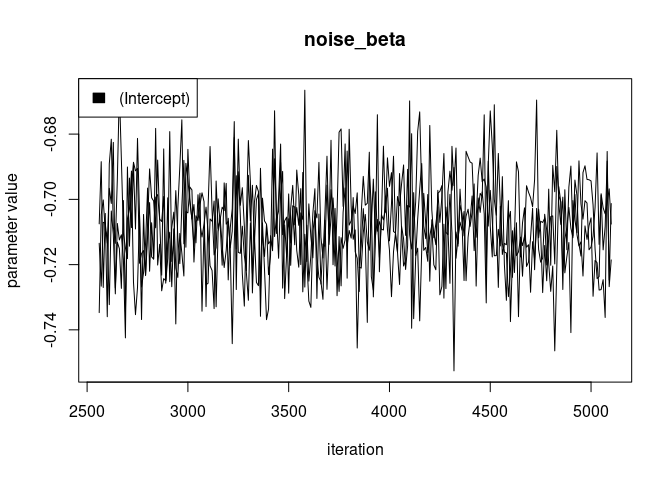 noise_beta
(Intercept)
parameter value
-0.68
-0.70
-0.72
-0.74
2500 3000 3500 4000 4500 5000
iteration